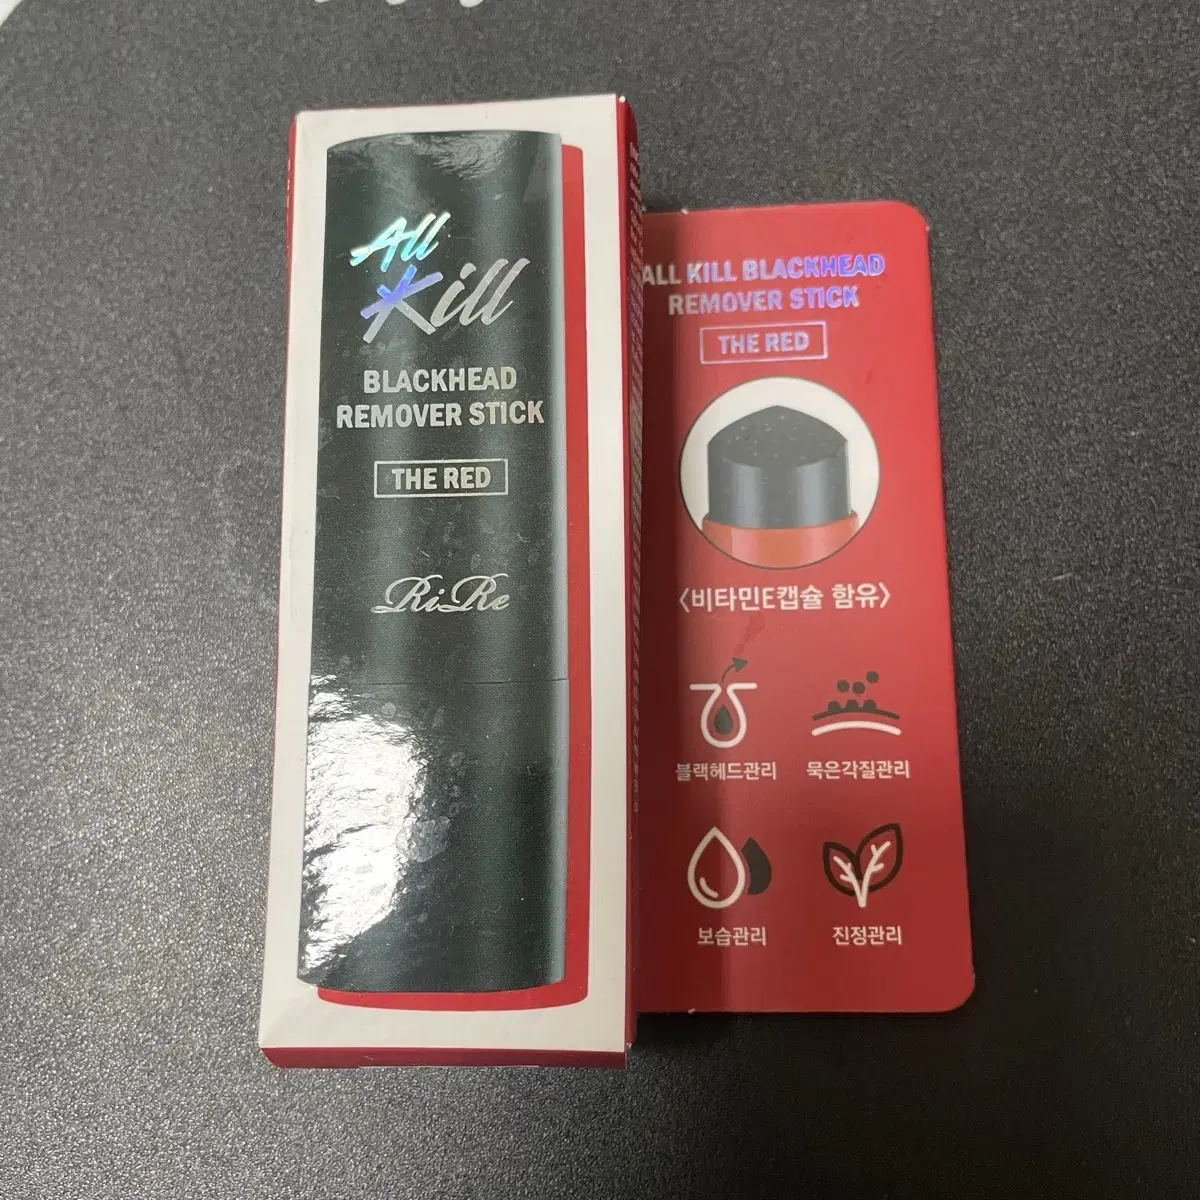 All
Kill
BLACKHEAD
REMOVER STICK
THE RED
RiRe
ALL KILL BLACKHEAD
REMOVER STICK
THE RED
<비타민E캡슐 함유>
블랙헤드관리
묵은각질관리
보습관리
진정관리